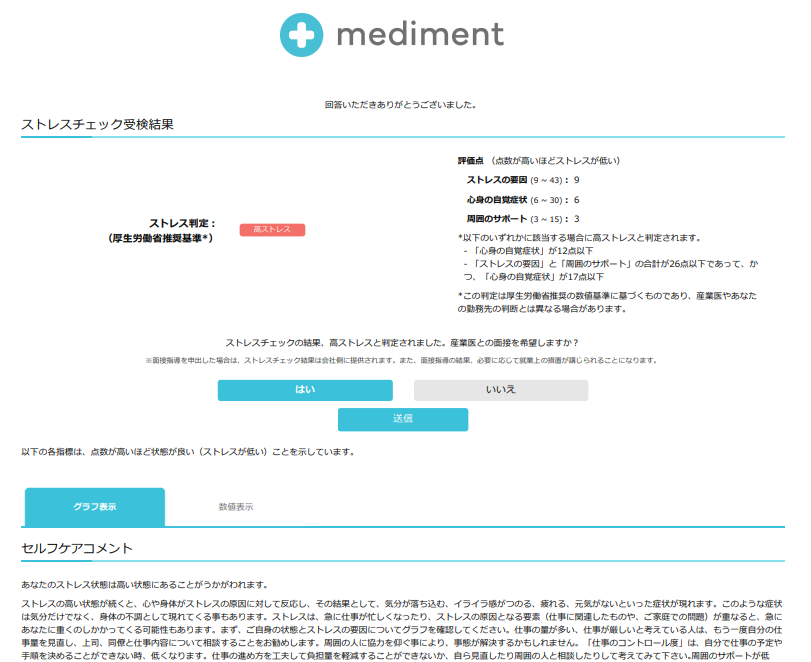 mediment
回答いただきありがとうございました。
ストレスチェック受検結果
ストレス判定：
（厚生労働省推奨基準*）
高ストレス
評価点 （点数が高いほどストレスが低い）
ストレスの要因 (9 ~ 43)： 9
心身の自覚症状 (6 ~ 30)： 6
周囲のサポート (3 ~ 15)： 3
*以下のいずれかに該当する場合に高ストレスと判定されます。
- 「心身の自覚症状」が12点以下
- 「ストレスの要因」と「周囲のサポート」の合計が26点以下であって、か
つ、「心身の自覚症状」が17点以下
*この判定は厚生労働省推奨の数値基準に基づくものであり、産業医やあなた
の勤務先の判断とは異なる場合があります。
ストレスチェックの結果、高ストレスと判定されました。産業医との面接を希望しますか？
※面接指導を申出した場合は、ストレスチェック結果は会社側に提供されます。また、面接指導の結果、必要に応じて就業上の措置が講じられることになります。
はい
いいえ
送信
以下の各指標は、点数が高いほど状態が良い（ストレスが低い）ことを示しています。
グラフ表示
数値表示
セルフケアコメント
あなたのストレス状態は高い状態にあることがうかがわれます。
ストレスの高い状態が続くと、心や身体がストレスの原因に対して反応し、その結果として、気分が落ち込む、イライラ感がつのる、疲れる、元気がないといった症状が現れます。このような症状
は気分だけでなく、身体の不調として現れてくる事もあります。ストレスは、急に仕事が忙しくなったり、ストレスの原因となる要素（仕事に関連したものや、ご家庭での問題）が重なると、急に
あなたに重くのしかかってくる可能性もあります。まず、ご自身の状態とストレスの要因についてグラフを確認してください。仕事の量が多い、仕事が厳しいと考えている人は、もう一度自分の仕
事量を見直し、上司、同僚と仕事内容について相談することをお勧めします。周囲の人に協力を仰ぐ事により、事態が解決するかもしれません。「仕事のコントロール度」は、自分で仕事の予定や
手順を決めることができない時、低くなります。仕事の進め方を工夫して負担量を軽減することができないか、自ら見直したり周囲の人と相談したりして考えてみて下さい。周囲のサポートが低